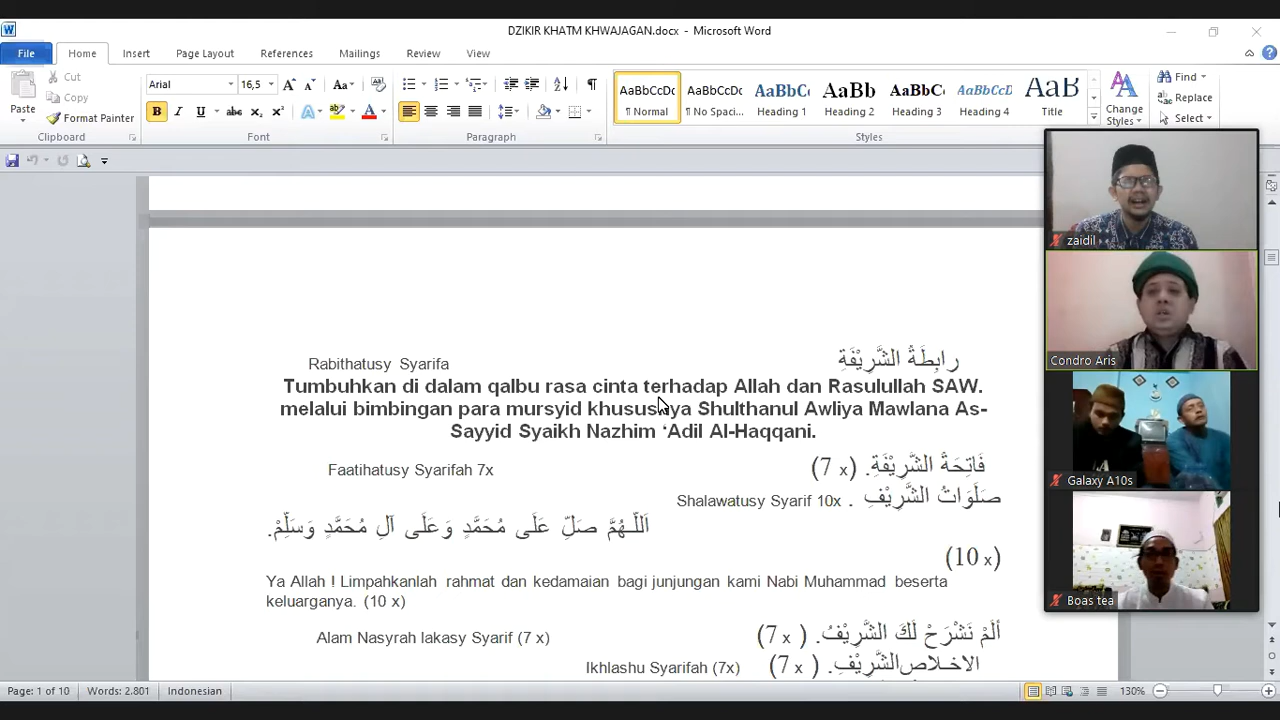 DZIKIR KHATM KHWAJAGAN.docx - Microsoft Word
File Home Insert Page Layout References Mailings Review View
Paste
Cut
Copy
Format Painter
Clipboard
Arial 16,5
Font
Paragraph
AaBbCcDc AaBbCcDc AaBbC AaBb AaBbC AaBbCcD AaB
¶ Normal ¶ No Spaci... Heading 1 Heading 2 Heading 3 Heading 4 Title
Styles
Change Styles
Find
Replace
Select
Rabithatusy Syarifa رابِطَةُ الشَّرِيْفَةِ
Tumbuhkan di dalam qalbu rasa cinta terhadap Allah dan Rasulullah SAW.
melalui bimbingan para mursyid khususnya Shulthanul Awliya Mawlana As-
Sayyid Syaikh Nazhim ‘Adil Al-Haqqani.
Faatihatusy Syarifah 7x فَاتِحَةُ الشَّرِيْفَةِ. (7 x)
Shalawatusy Syarif 10x صَلَوَاتُ الشَّرِيْفِ .
اَللّـهُمَّ صَلِّ عَلَى مُحَمَّدٍ وَعَلَى آلِ مُحَمَّدٍ وَسَلِّمْ.
(10 x)
Ya Allah ! Limpahkanlah rahmat dan kedamaian bagi junjungan kami Nabi Muhammad beserta
keluarganya. (10 x)
Alam Nasyrah lakasy Syarif (7 x) أَلَمْ نَشْرَحْ لَكَ الشَّرِيْفُ. (7 x)
Ikhlashu Syarifah (7x) الاخـلاص الشَّرِيْفِ. (7 x)
zaidil
Condro Aris
Galaxy A10s
Boas tea
Page: 1 of 10 Words: 2.801 Indonesian 130%